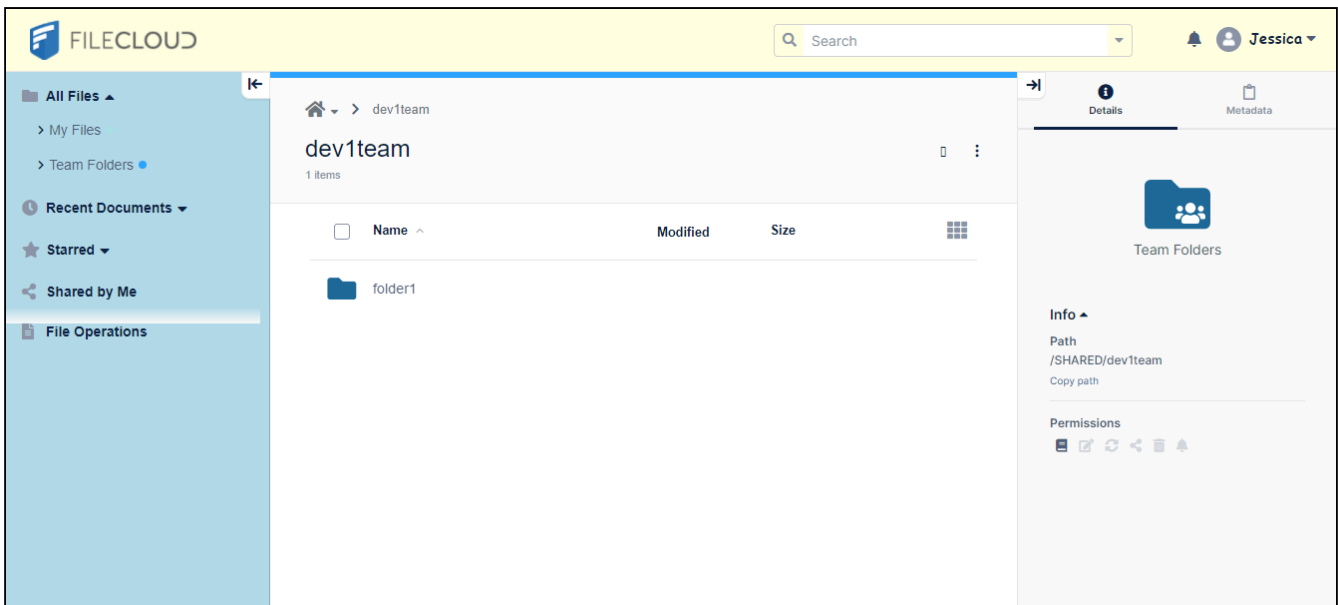 FILECLOUD
Search
Jessica
All Files
My Files
Team Folders
Recent Documents
Starred
Shared by Me
File Operations
dev1team
dev1team
1 items
Name
Modified
Size
folder1
Details
Metadata
Team Folders
Info
Path
/SHARED/dev1team
Copy path
Permissions